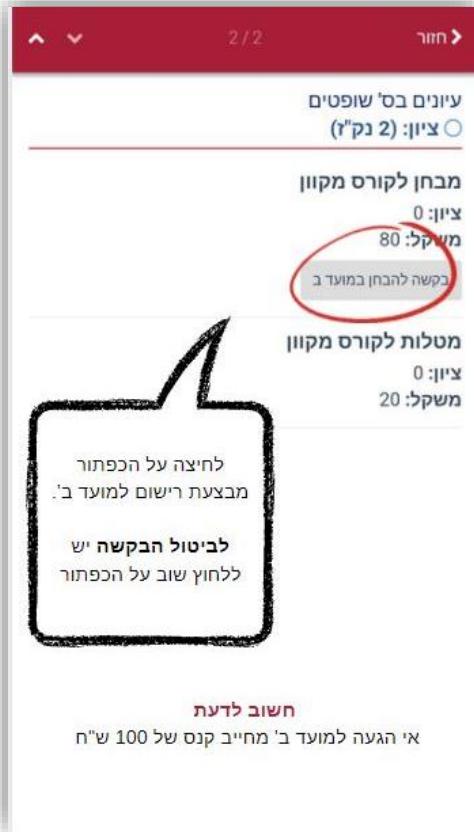 חזור
2/2
עיונים בס' שופטים
ציון: (2 נק"ז)
מבחן לקורס מקוון
ציון: 0
משקל: 80
בקשה להבחן במועד ב
מטלות לקורס מקוון
ציון: 0
משקל: 20
לחיצה על הכפתור
מבצעת רישום למועד ב'.
לביטול הבקשה יש
ללחוץ שוב על הכפתור
חשוב לדעת
אי הגעה למועד ב' מחייב קנס של 100 ש"ח